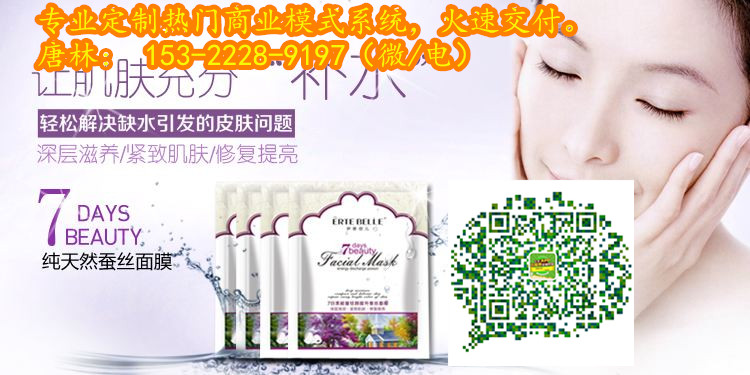 专业定制热门商业模式系统，火速交付。
唐林： 153-2228-9197（微/电）
让肌肤充分“补水”
轻松解决缺水引发的皮肤问题
深层滋养/紧致肌肤/修复提亮
7 DAYS
BEAUTY
纯天然蚕丝面膜
ERTE BELLE
7 days
beauty
Facial Mask
energy discharge power